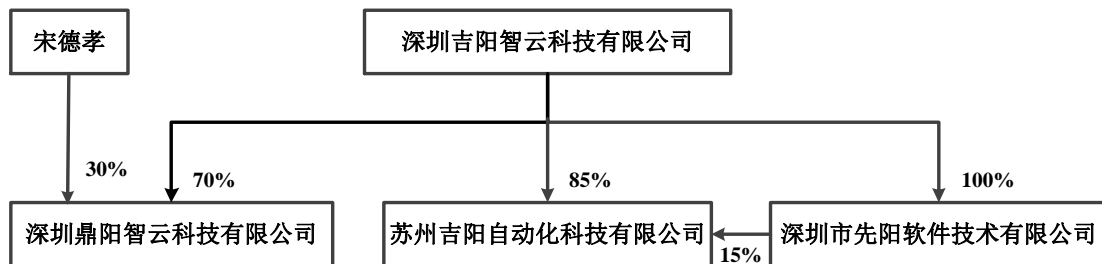 宋德孝
深圳吉阳智云科技有限公司
30%
70%
85%
100%
深圳鼎阳智云科技有限公司
苏州吉阳自动化科技有限公司
15%
深圳市先阳软件技术有限公司